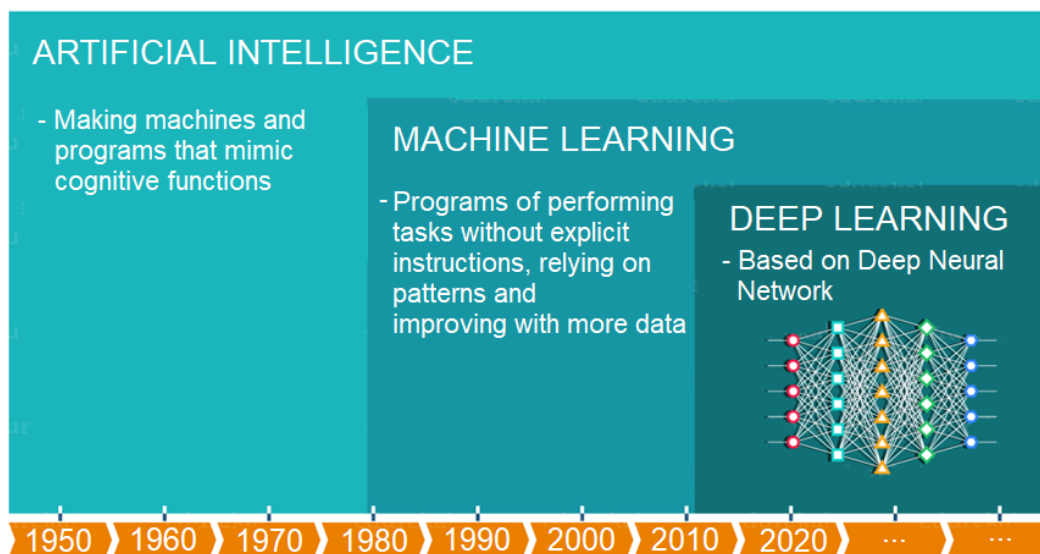 ARTIFICIAL INTELLIGENCE
- Making machines and
programs that mimic
cognitive functions
MACHINE LEARNING
- Programs of performing
tasks without explicit
instructions, relying on
patterns and
improving with more data
DEEP LEARNING
- Based on Deep Neural
Network
1950 1960 1970 1980 1990 2000 2010 2020 ... ...